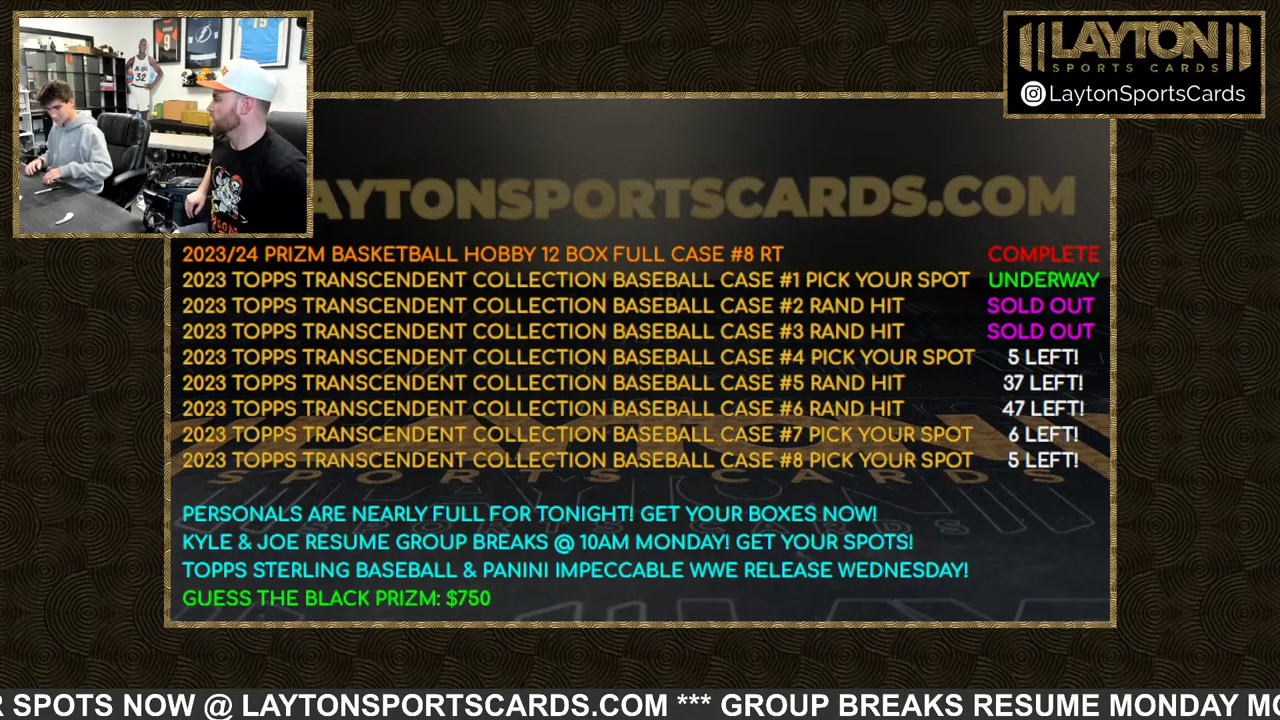 LAYTON
SPORTS CARDS
LaytonSportsCards
9
15
32
AYTONSPORTSCARDS.COM
2023/24 PRIZM BASKETBALL HOBBY 12 BOX FULL CASE #8 RT COMPLETE
2023 TOPPS TRANSCENDENT COLLECTION BASEBALL CASE #1 PICK YOUR SPOT UNDERWAY
2023 TOPPS TRANSCENDENT COLLECTION BASEBALL CASE #2 RAND HIT SOLD OUT
2023 TOPPS TRANSCENDENT COLLECTION BASEBALL CASE #3 RAND HIT SOLD OUT
2023 TOPPS TRANSCENDENT COLLECTION BASEBALL CASE #4 PICK YOUR SPOT 5 LEFT!
2023 TOPPS TRANSCENDENT COLLECTION BASEBALL CASE #5 RAND HIT 37 LEFT!
2023 TOPPS TRANSCENDENT COLLECTION BASEBALL CASE #6 RAND HIT 47 LEFT!
2023 TOPPS TRANSCENDENT COLLECTION BASEBALL CASE #7 PICK YOUR SPOT 6 LEFT!
2023 TOPPS TRANSCENDENT COLLECTION BASEBALL CASE #8 PICK YOUR SPOT 5 LEFT!
SPORTS CARDS
PERSONALS ARE NEARLY FULL FOR TONIGHT! GET YOUR BOXES NOW!
KYLE & JOE RESUME GROUP BREAKS @ 10AM MONDAY! GET YOUR SPOTS!
TOPPS STERLING BASEBALL & PANINI IMPECCABLE WWE RELEASE WEDNESDAY!
GUESS THE BLACK PRIZM: $750
R SPOTS NOW @ LAYTONSPORTSCARDS.COM *** GROUP BREAKS RESUME MONDAY MO